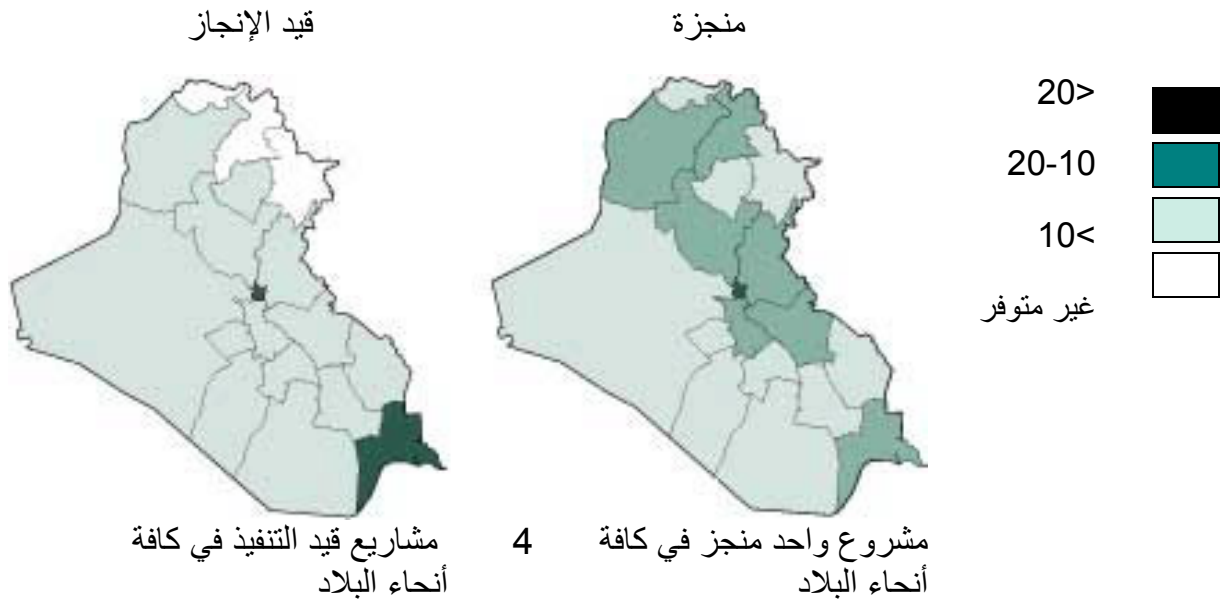 منجزة
قيد الإنجاز
20>
20-10
10>
غير متوفر
مشروع واحد منجز في كافة
أنحاء البلاد
4 مشاريع قيد التنفيذ في كافة
أنحاء البلاد